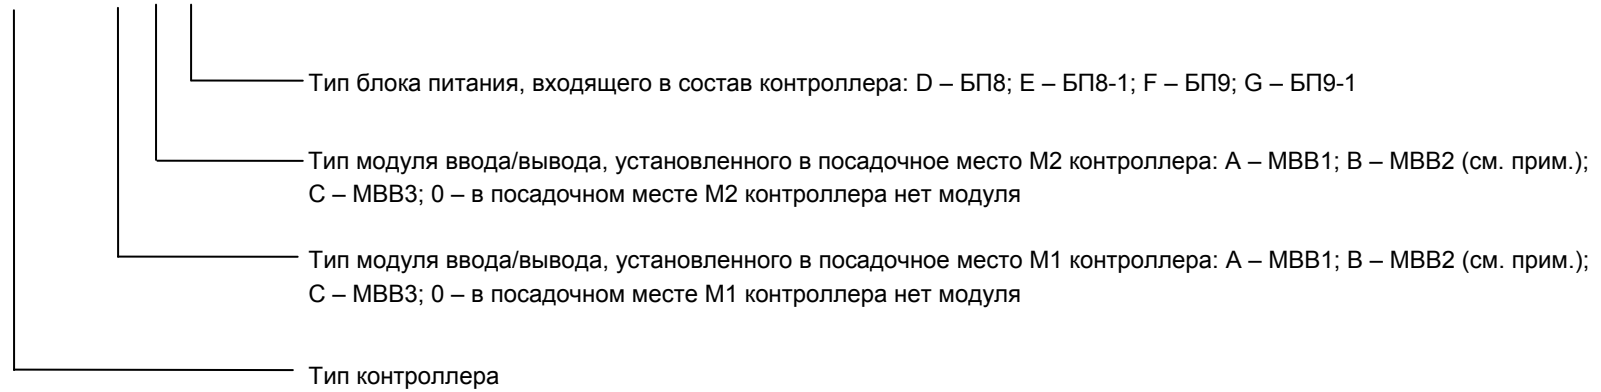 Тип блока питания, входящего в состав контроллера: D – БП8; E – БП8-1; F – БП9; G – БП9-1
Тип модуля ввода/вывода, установленного в посадочное место М2 контроллера: А – МВВ1; В – МВВ2 (см. прим.);
С – МВВ3; 0 – в посадочном месте М2 контроллера нет модуля
Тип модуля ввода/вывода, установленного в посадочное место М1 контроллера: А – МВВ1; В – МВВ2 (см. прим.);
С – МВВ3; 0 – в посадочном месте М1 контроллера нет модуля
Тип контроллера